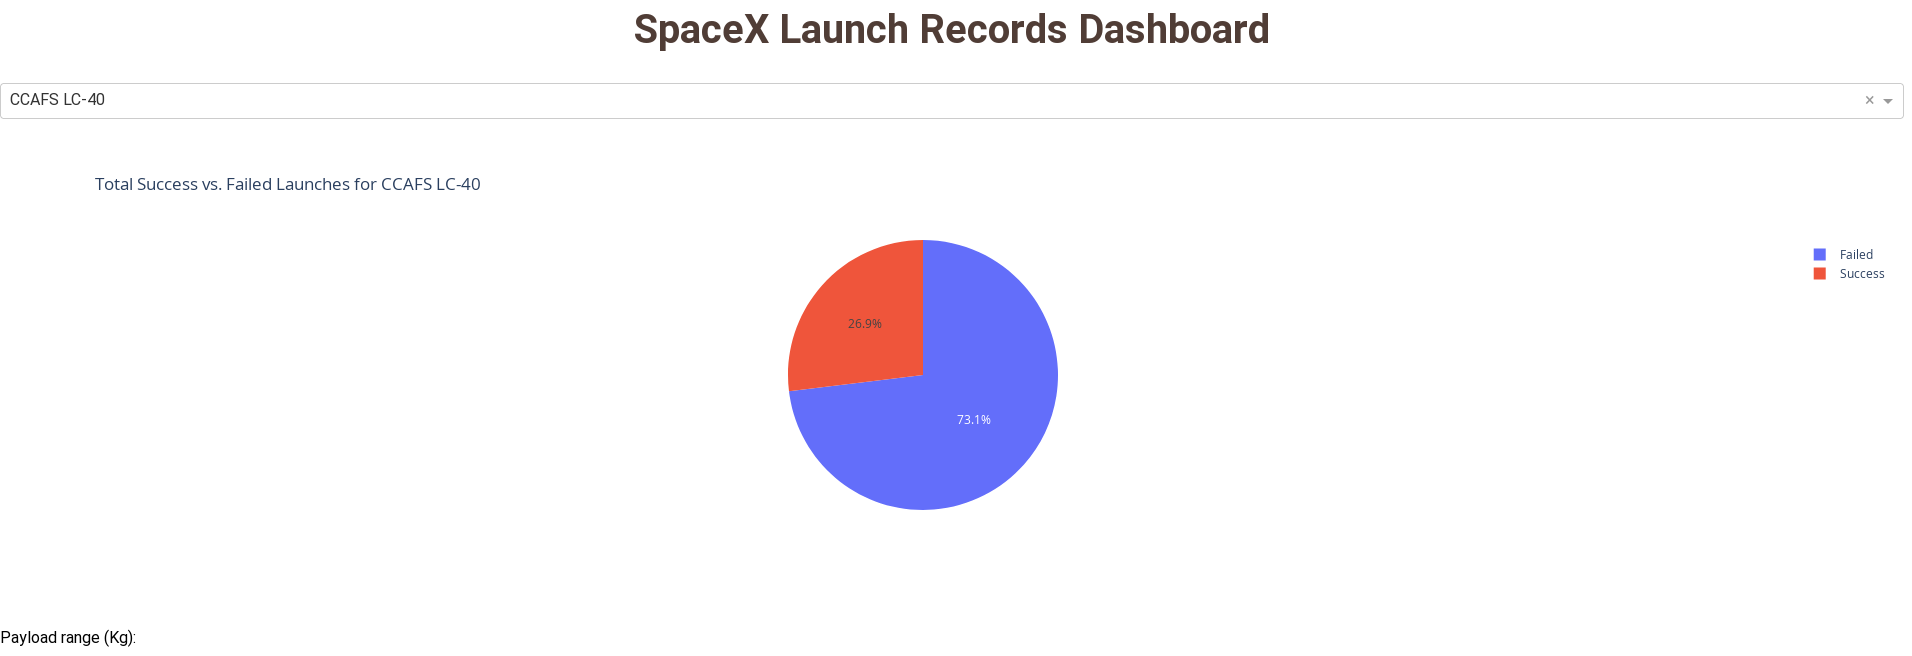 SpaceX Launch Records Dashboard
CCAFS LC-40
×
Total Success vs. Failed Launches for CCAFS LC-40
Failed
Success
26.9%
73.1%
Payload range (Kg):